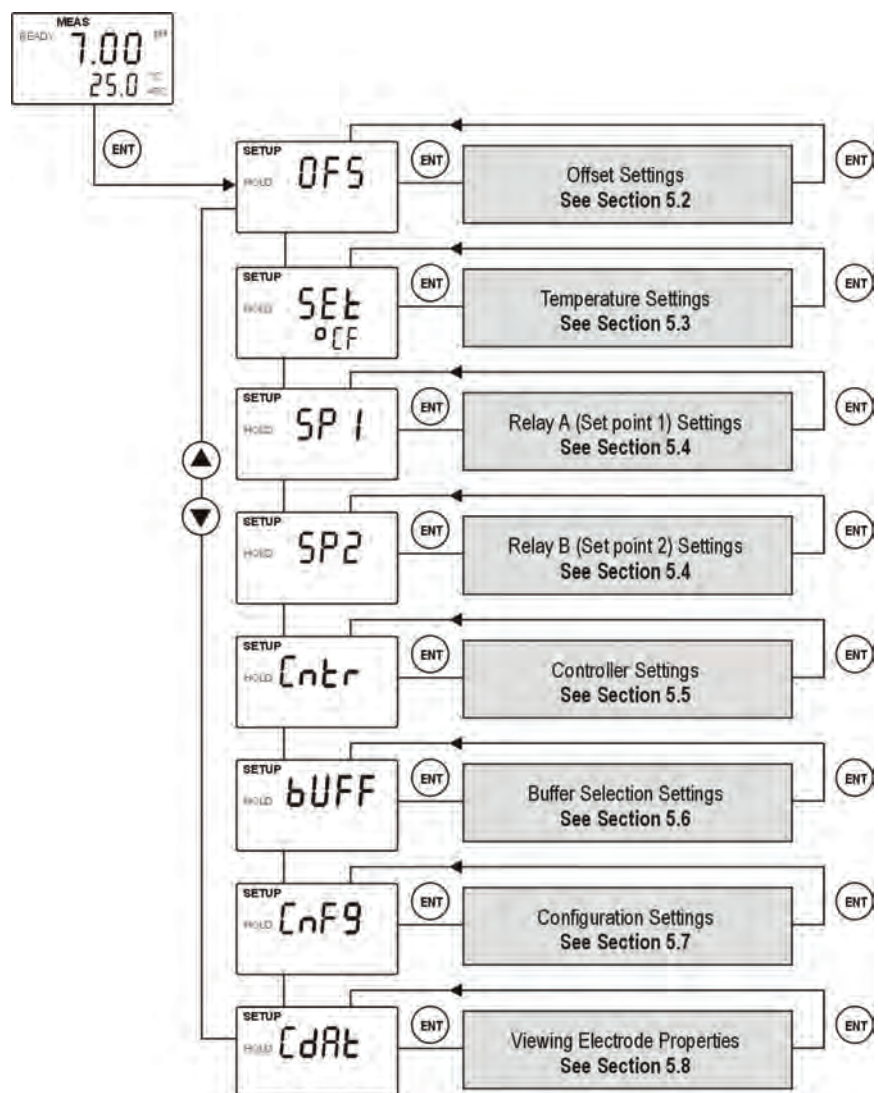 MEAS
READY 7.00 pH
25.0 °C
ENT
SETUP
HOLD OFS
ENT
Offset Settings
See Section 5.2
ENT
SETUP
HOLD SEt
°CF
ENT
Temperature Settings
See Section 5.3
ENT
SETUP
HOLD SP1
ENT
Relay A (Set point 1) Settings
See Section 5.4
ENT
SETUP
HOLD SP2
ENT
Relay B (Set point 2) Settings
See Section 5.4
ENT
SETUP
HOLD Cntr
ENT
Controller Settings
See Section 5.5
ENT
SETUP
HOLD bUFF
ENT
Buffer Selection Settings
See Section 5.6
ENT
SETUP
HOLD CnF9
ENT
Configuration Settings
See Section 5.7
ENT
SETUP
HOLD CdAt
ENT
Viewing Electrode Properties
See Section 5.8
ENT